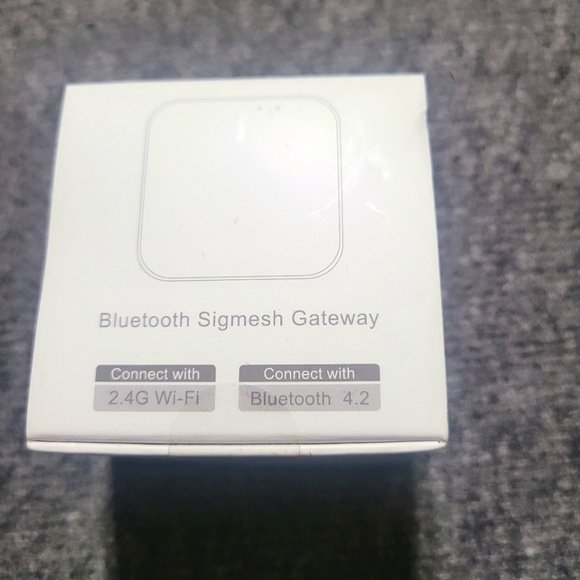 Bluetooth Sigmesh Gateway
Connect with
2.4G Wi-Fi
Connect with
Bluetooth 4.2